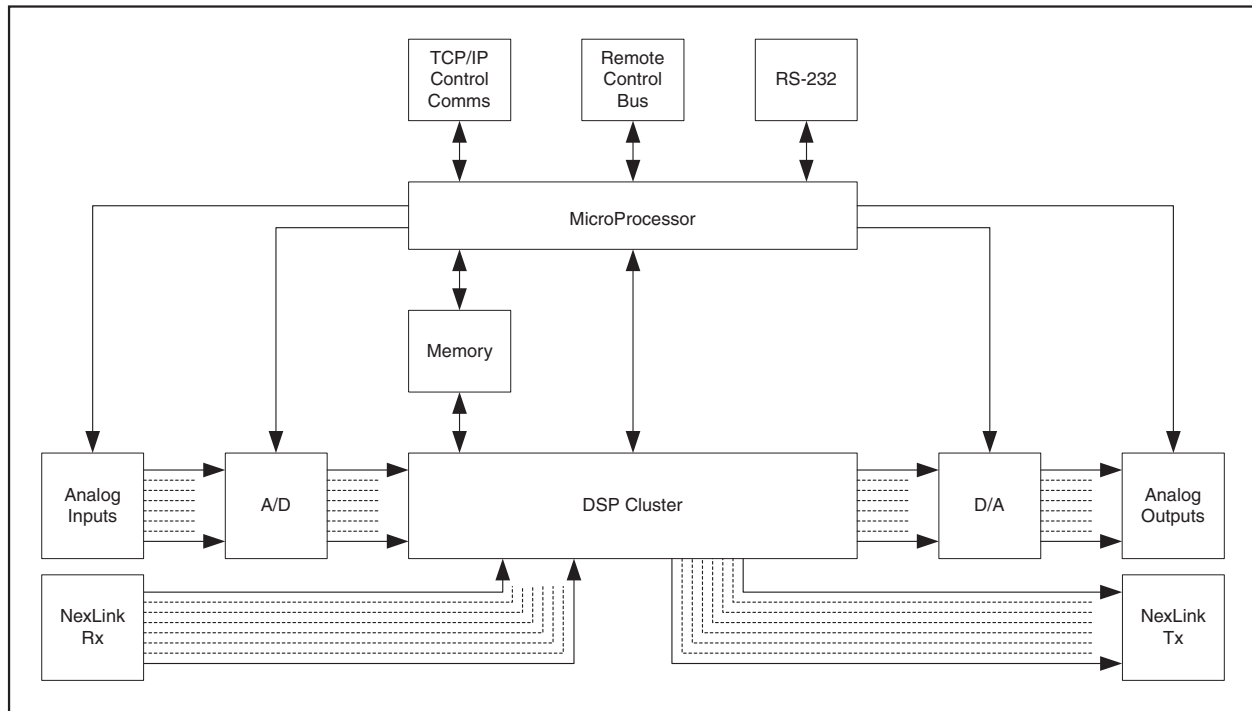 TCP/IP
Control
Comms
Remote
Control
Bus
RS-232
MicroProcessor
Memory
Analog
Inputs
A/D
DSP Cluster
D/A
Analog
Outputs
NexLink
Rx
NexLink
Tx